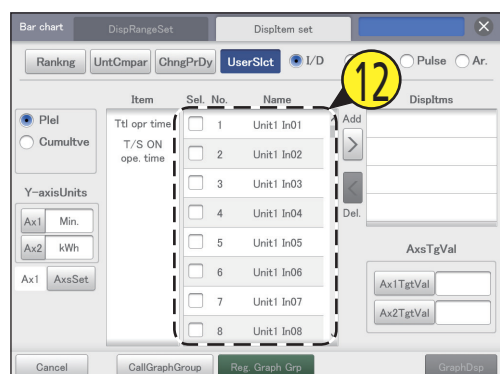 Bar chart DispRangeSet DispItem set
Rankng UntCmpar ChngPrDy UserSlct I/D Pulse Ar.
12
Item Sel. No. Name Add DispItms
Plel
Cumultve
Ttl opr time
T/S ON
ope. time
1 Unit1 In01
2 Unit1 In02
3 Unit1 In03
4 Unit1 In04
5 Unit1 In05
6 Unit1 In06
7 Unit1 In07
8 Unit1 In08
>
<
Del.
Y-axisUnits
Ax1 Min.
Ax2 kWh
Ax1 AxsSet
AxsTgVal
Ax1TgtVal
Ax2TgtVal
Cancel CallGraphGroup Reg. Graph Grp GraphDsp